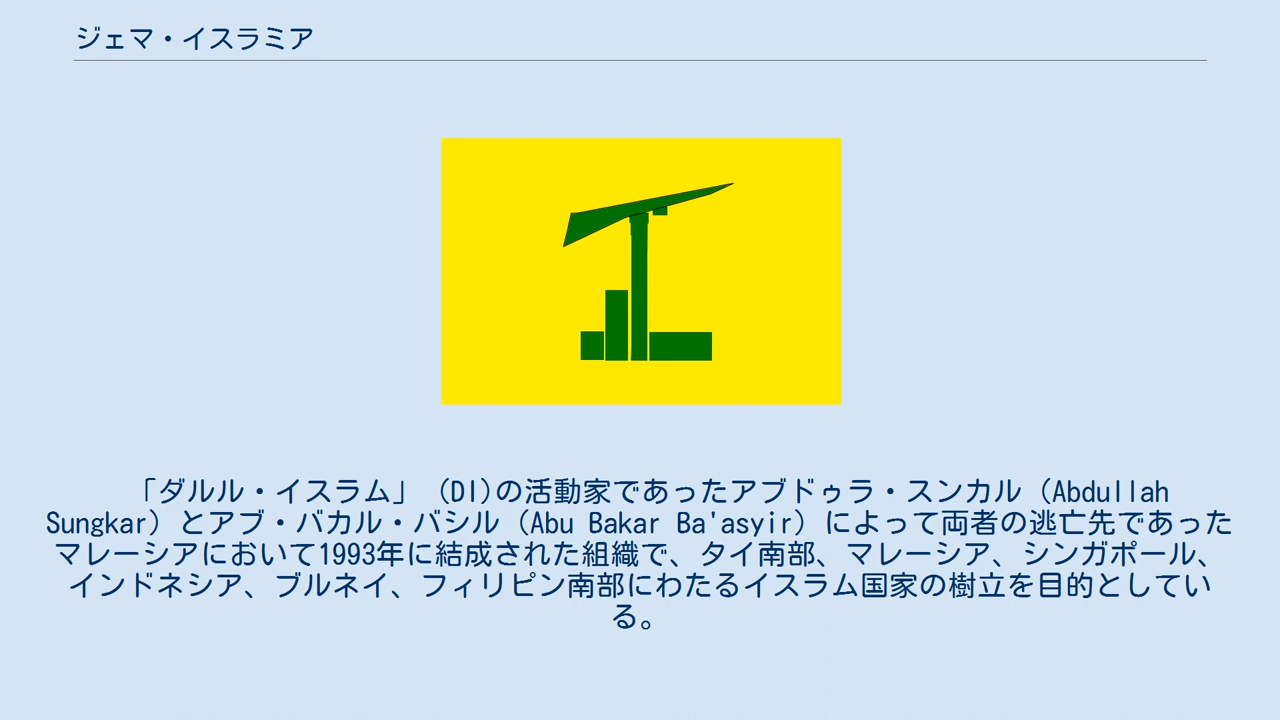 ジェマ・イスラミア
「ダルル・イスラム」 (DI)の活動家であったアブドゥラ・スンカル (Abdullah
Sungkar) とアブ・バカル・バシル (Abu Bakar Ba'asyir) によって両者の逃亡先であった
マレーシアにおいて1993年に結成された組織で、タイ南部、マレーシア、シンガポール、
インドネシア、ブルネイ、フィリピン南部にわたるイスラム国家の樹立を目的としてい
る。